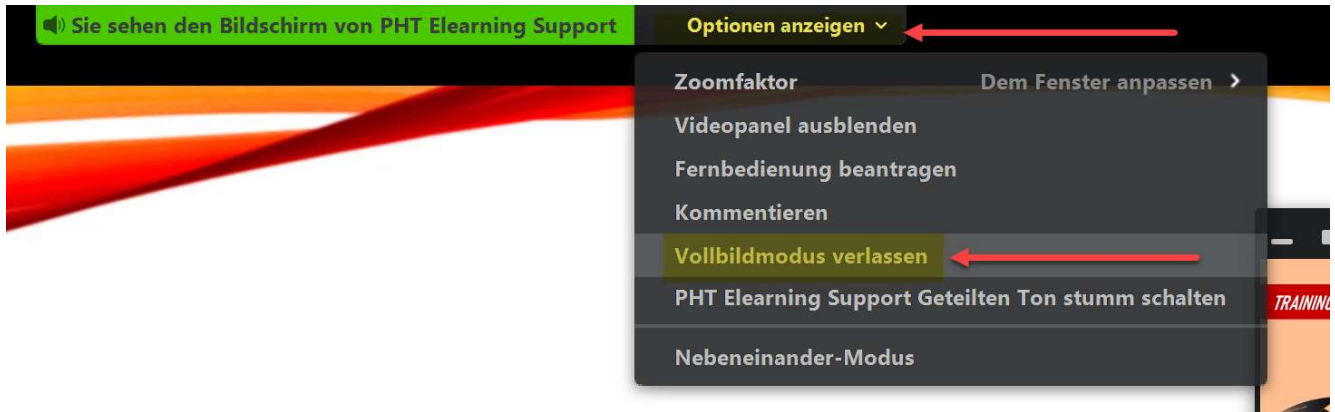 Sie sehen den Bildschirm von PHT Elearning Support Optionen anzeigen
Zoomfaktor Dem Fenster anpassen
Videopanel ausblenden
Fernbedienung beantragen
Kommentieren
Vollbildmodus verlassen
PHT Elearning Support Geteilten Ton stumm schalten
TRAINING
Nebeneinander-Modus